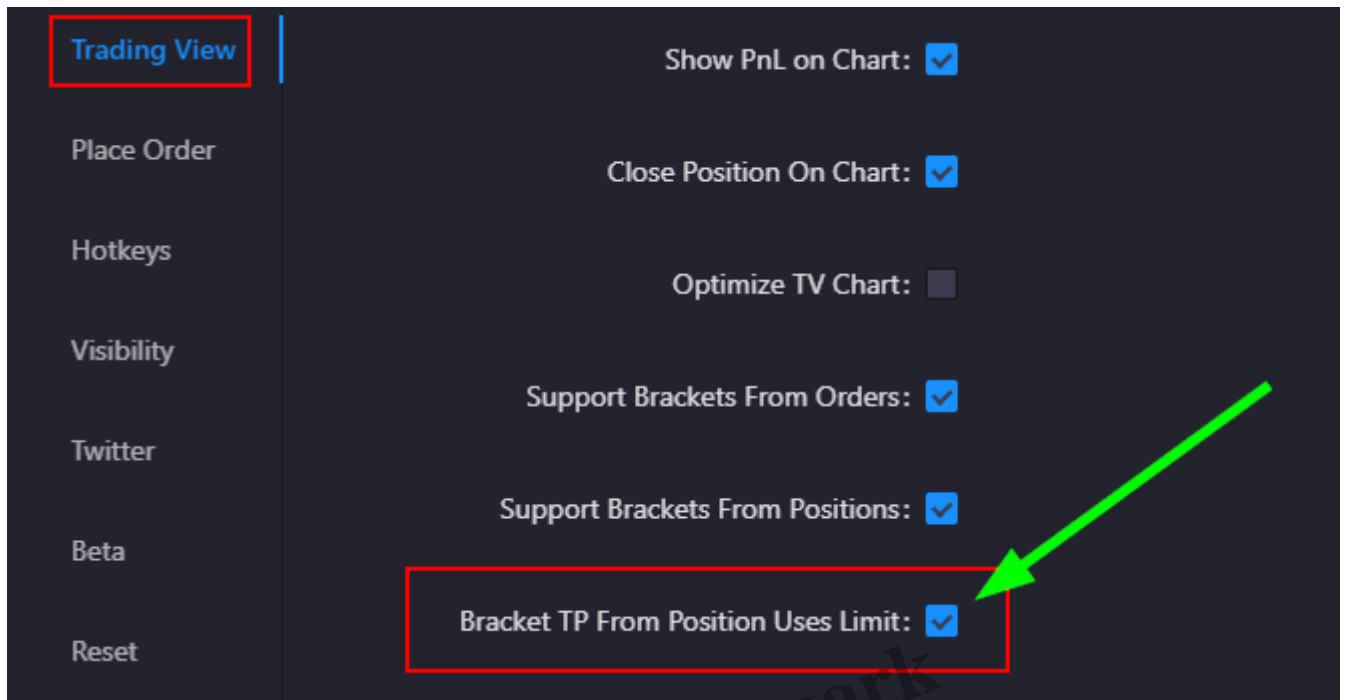 Trading View
Show PnL on Chart:
Place Order
Close Position On Chart:
Hotkeys
Optimize TV Chart:
Visibility
Support Brackets From Orders:
Twitter
Support Brackets From Positions:
Beta
Bracket TP From Position Uses Limit:
Reset